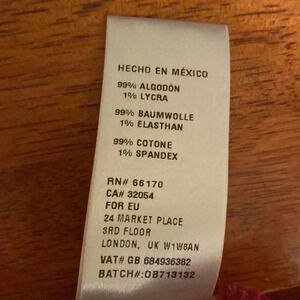 HECHO EN MÉXICO
99% ALGODÓN
1% LYCRA
99% BAUMWOLLE
1% ELASTHAN
99% COTONE
1% SPANDEX
RN# 66170
CA# 32054
FOR EU
24 MARKET PLACE
3RD FLOOR
LONDON, UK W1W8AN
VAT# GB 684936382
BATCH#:OB713132